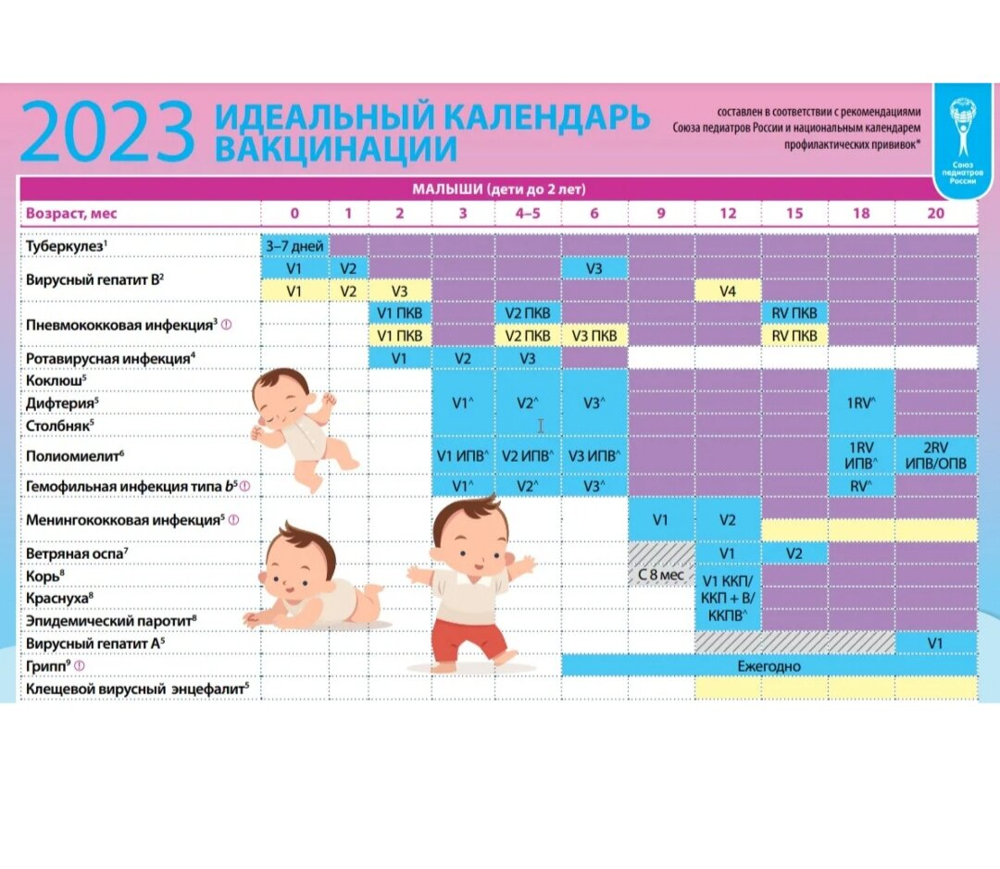 2023 ИДЕАЛЬНЫЙ КАЛЕНДАРЬ
ВАКЦИНАЦИИ
составлен в соответствии с рекомендациями
Союза педиатров России и национальным календарем
профилактических прививок*
Союз
педиатров
России
МАЛЫШИ (дети до 2 лет)
Возраст, мес 0 1 2 3 4–5 6 9 12 15 18 20
Туберкулез¹ 3–7 дней
Вирусный гепатит В² V1 V2 V3
V1 V2 V3 V4
Пневмококковая инфекция³ V1 ПКВ V2 ПКВ RV ПКВ
V1 ПКВ V2 ПКВ V3 ПКВ RV ПКВ
Ротавирусная инфекция⁴ V1 V2 V3
Коклюш⁵
Дифтерия⁵ V1^ V2^ V3^ 1RV^
Столбняк⁵
Полиомиелит⁶ V1 ИПВ^ V2 ИПВ^ V3 ИПВ^ 1RV ИПВ^ 2RV ИПВ/ОПВ
Гемофильная инфекция типа b⁵ V1^ V2^ V3^ RV^
Менингококковая инфекция⁵ V1 V2
Ветряная оспа⁷ V1 V2
Корь⁸ С 8 мес V1 ККП/
Краснуха⁸ ККП + В/
Эпидемический паротит⁸ ККПВ^
Вирусный гепатит А⁵ V1
Грипп⁹ Ежегодно
Клещевой вирусный энцефалит⁵